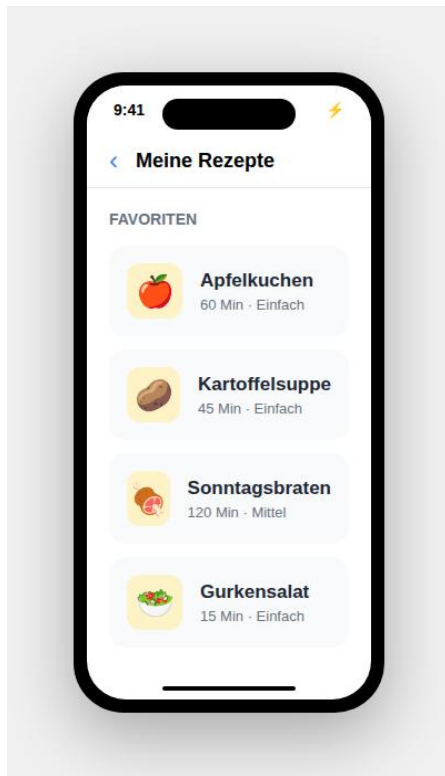 9:41
Meine Rezepte
FAVORITEN
Apfelkuchen
60 Min · Einfach
Kartoffelsuppe
45 Min · Einfach
Sonntagsbraten
120 Min · Mittel
Gurkensalat
15 Min · Einfach